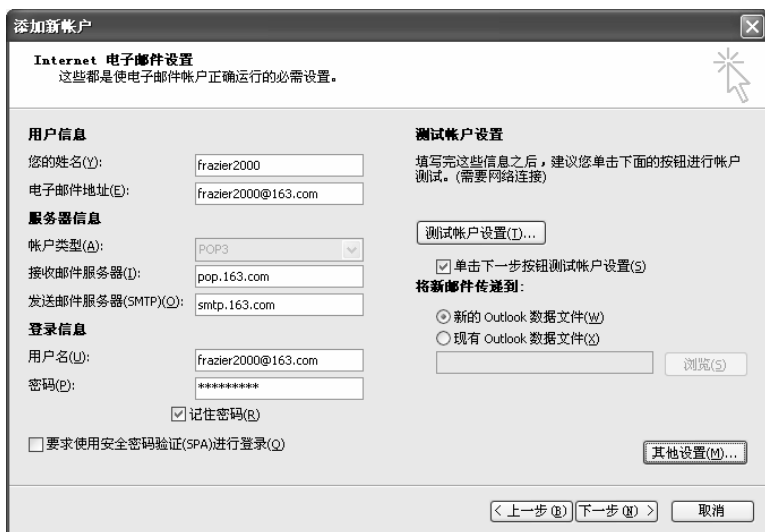 添加新帐户
Internet 电子邮件设置
这些都是使电子邮件帐户正确运行的必需设置。
用户信息
您的姓名(Y):
frazier2000
电子邮件地址(E):
frazier2000@163.com
服务器信息
帐户类型(A):
POP3
接收邮件服务器(I):
pop.163.com
发送邮件服务器(SMTP)(O):
smtp.163.com
登录信息
用户名(U):
frazier2000@163.com
密码(P):
*********
记住密码(R)
要求使用安全密码验证(SPA)进行登录(Q)
测试帐户设置
填写完这些信息之后，建议您单击下面的按钮进行帐户
测试。(需要网络连接)
测试帐户设置(T)...
单击下一步按钮测试帐户设置(S)
将新邮件传递到:
新的 Outlook 数据文件(W)
现有 Outlook 数据文件(X)
浏览(S)
其他设置(M)...
< 上一步(B)
下一步(N) >
取消